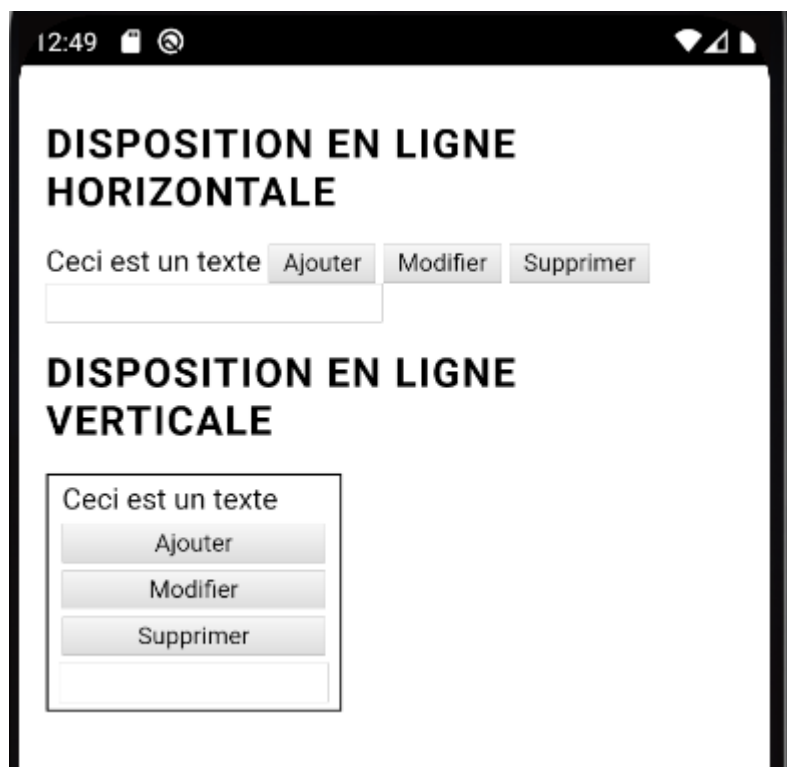 12:49
DISPOSITION EN LIGNE
HORIZONTALE
Ceci est un texte Ajouter Modifier Supprimer
DISPOSITION EN LIGNE
VERTICALE
Ceci est un texte
Ajouter
Modifier
Supprimer